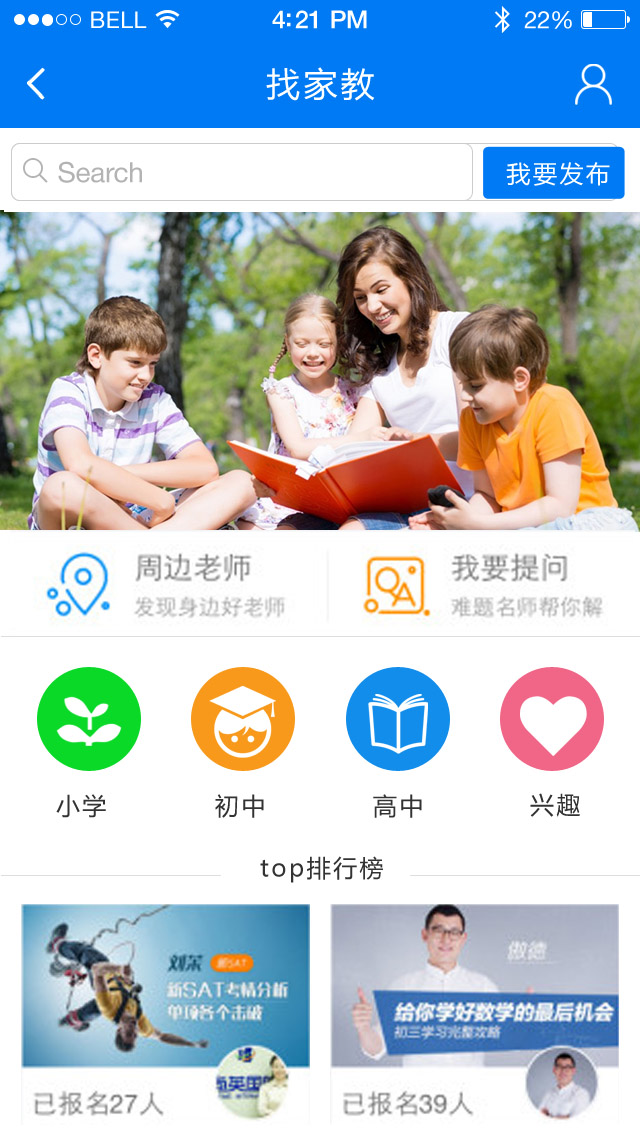 BELL 4:21 PM 22%
找家教
Search 我要发布
周边老师 我要提问
发现身边好老师 难题名师帮你解
小学 初中 高中 兴趣
top排行榜
刘荣 新SAT
新SAT考情分析
单项各个击破
已报名27人
傲德
给你学好数学的最后机会
初三学习完整攻略
已报名39人